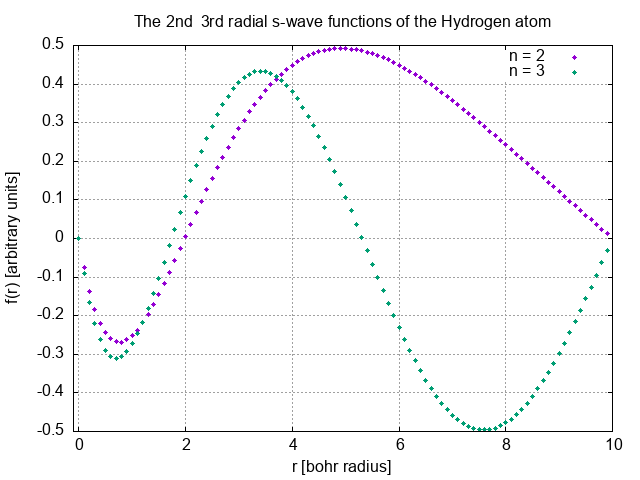 The 2nd  3rd radial s-wave functions of the Hydrogen atom
n = 2
n = 3
0.5
0.4
0.3
0.2
0.1
0
-0.1
-0.2
-0.3
-0.4
-0.5
f(r) [arbitrary units]
0 2 4 6 8 10
r [bohr radius]